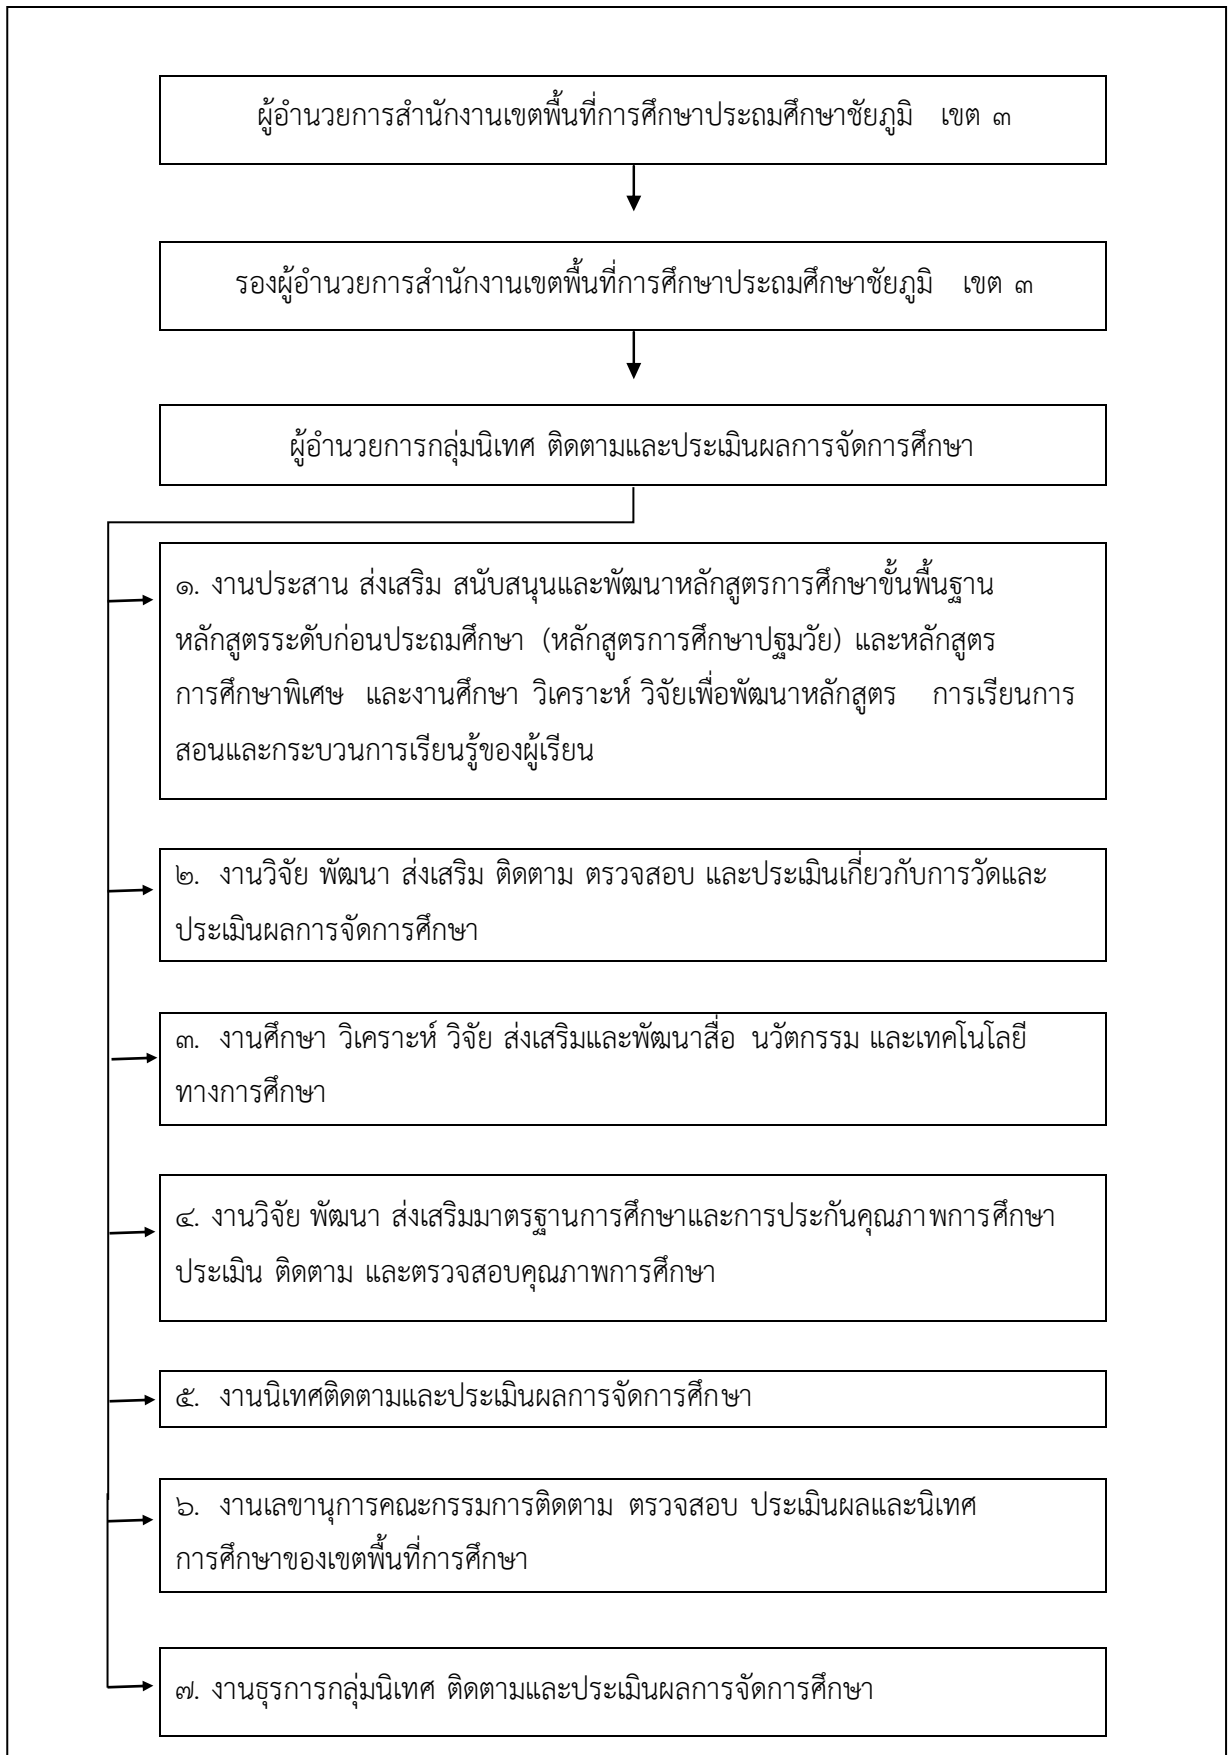 ผู้อำนวยการสำนักงานเขตพื้นที่การศึกษาประถมศึกษาชัยภูมิ เขต ๓
รองผู้อำนวยการสำนักงานเขตพื้นที่การศึกษาประถมศึกษาชัยภูมิ เขต ๓
ผู้อำนวยการกลุ่มนิเทศ ติดตามและประเมินผลการจัดการศึกษา
๑. งานประสาน ส่งเสริม สนับสนุนและพัฒนาหลักสูตรการศึกษาขั้นพื้นฐาน
หลักสูตรระดับก่อนประถมศึกษา (หลักสูตรการศึกษาปฐมวัย) และหลักสูตร
การศึกษาพิเศษ และงานศึกษา วิเคราะห์ วิจัยเพื่อพัฒนาหลักสูตร การเรียนการ
สอนและกระบวนการเรียนรู้ของผู้เรียน
๒. งานวิจัย พัฒนา ส่งเสริม ติดตาม ตรวจสอบ และประเมินเกี่ยวกับการวัดและ
ประเมินผลการจัดการศึกษา
๓. งานศึกษา วิเคราะห์ วิจัย ส่งเสริมและพัฒนาสื่อ นวัตกรรม และเทคโนโลยี
ทางการศึกษา
๔. งานวิจัย พัฒนา ส่งเสริมมาตรฐานการศึกษาและการประกันคุณภาพการศึกษา
ประเมิน ติดตาม และตรวจสอบคุณภาพการศึกษา
๕. งานนิเทศติดตามและประเมินผลการจัดการศึกษา
๖. งานเลขานุการคณะกรรมการติดตาม ตรวจสอบ ประเมินผลและนิเทศ
การศึกษาของเขตพื้นที่การศึกษา
๗. งานธุรการกลุ่มนิเทศ ติดตามและประเมินผลการจัดการศึกษา